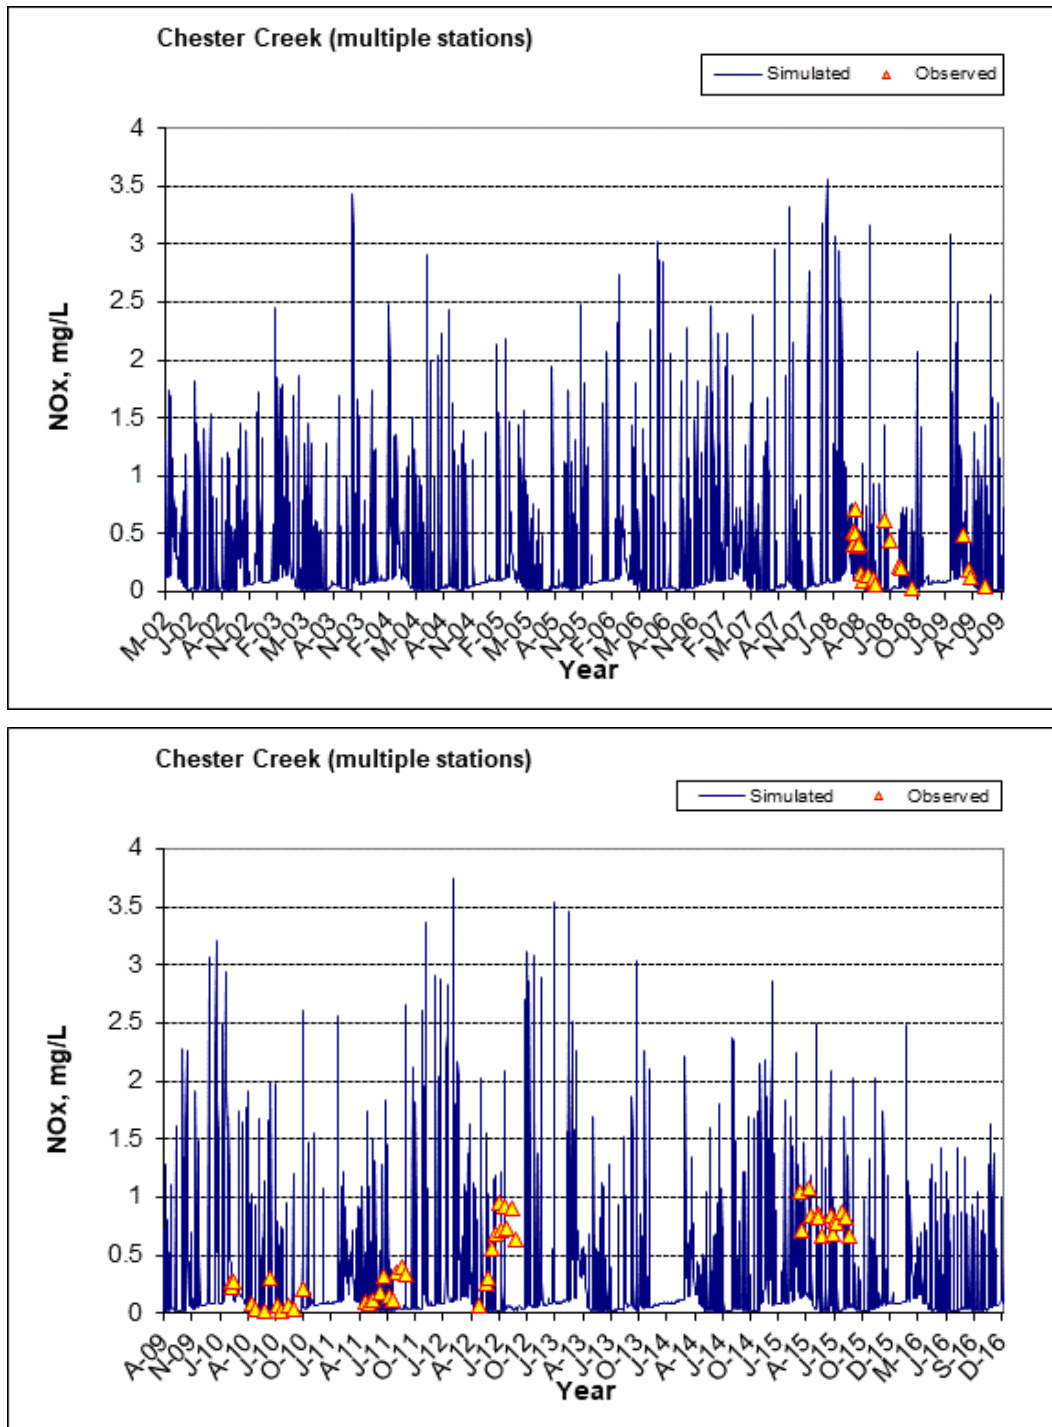 Chester Creek (multiple stations)
Simulated Observed
4
3.5
3
2.5
2
1.5
1
0.5
0
NOx, mg/L
M-02 J-02 A-02 N-02 F-03 M-03 A-03 N-03 F-04 M-04 A-04 N-04 F-05 M-05 A-05 N-05 F-06 M-06 A-06 N-06 F-07 M-07 A-07 N-07 J-08 A-08 J-08 O-08 J-09 A-09 J-09
Year
Chester Creek (multiple stations)
Simulated Observed
4
3.5
3
2.5
2
1.5
1
0.5
0
NOx, mg/L
A-09 N-09 J-10 A-10 J-10 O-10 J-11 A-11 J-11 O-11 J-12 A-12 J-12 O-12 J-13 A-13 J-13 O-13 J-14 A-14 J-14 O-14 J-15 A-15 J-15 O-15 D-15 M-16 J-16 S-16 D-16
Year